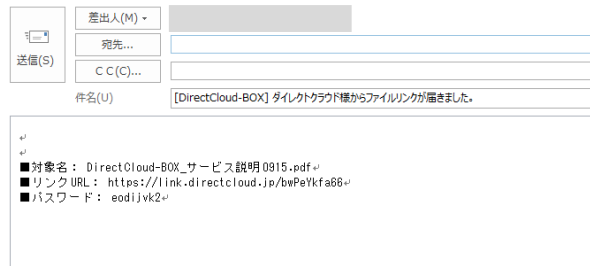 差出人(M)
宛先...
送信(S)
C C(C)...
件名(U)
[DirectCloud-BOX] ダイレクトクラウド様からファイルリンクが届きました。
■対象名： DirectCloud-BOX_サービス説明0915.pdf
■リンクURL： https://link.directcloud.jp/bwPeYkfa66
■パスワード： eodijvk2